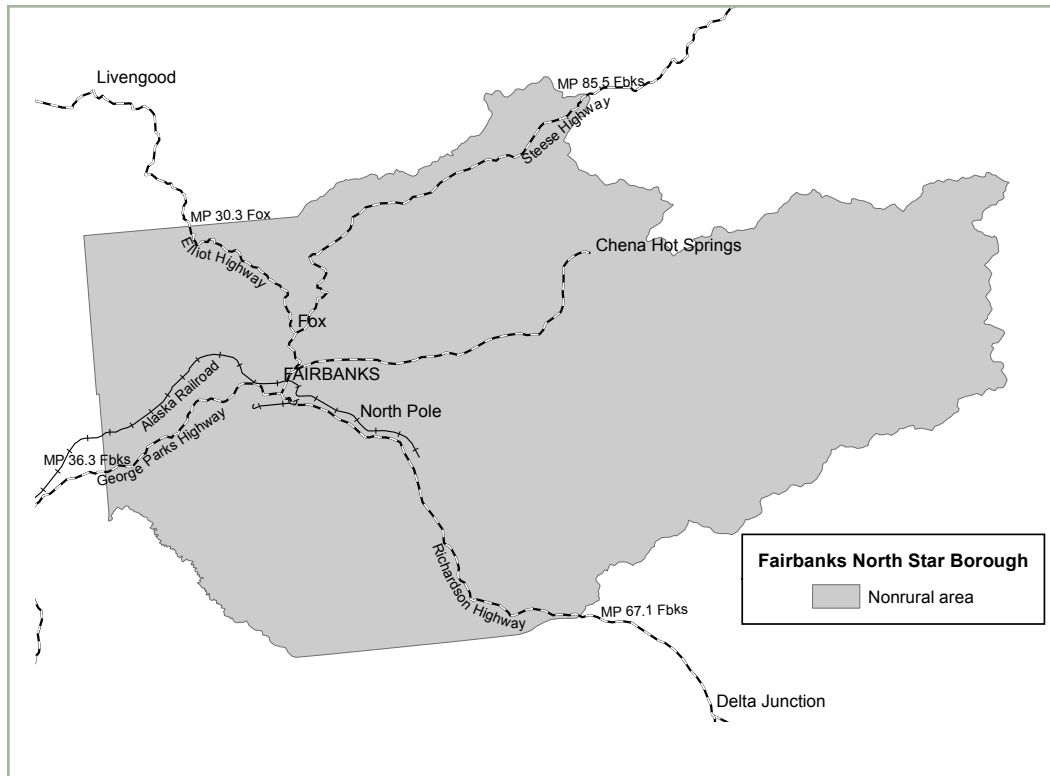 Livengood
MP 85.5 Fbks
Steese Highway
MP 30.3 Fox
Elliot Highway
Chena Hot Springs
Fox
FAIRBANKS
Alaska Railroad
North Pole
MP 36.3 Fbks
George Parks Highway
Richardson Highway
Fairbanks North Star Borough
Nonrural area
MP 67.1 Fbks
Delta Junction